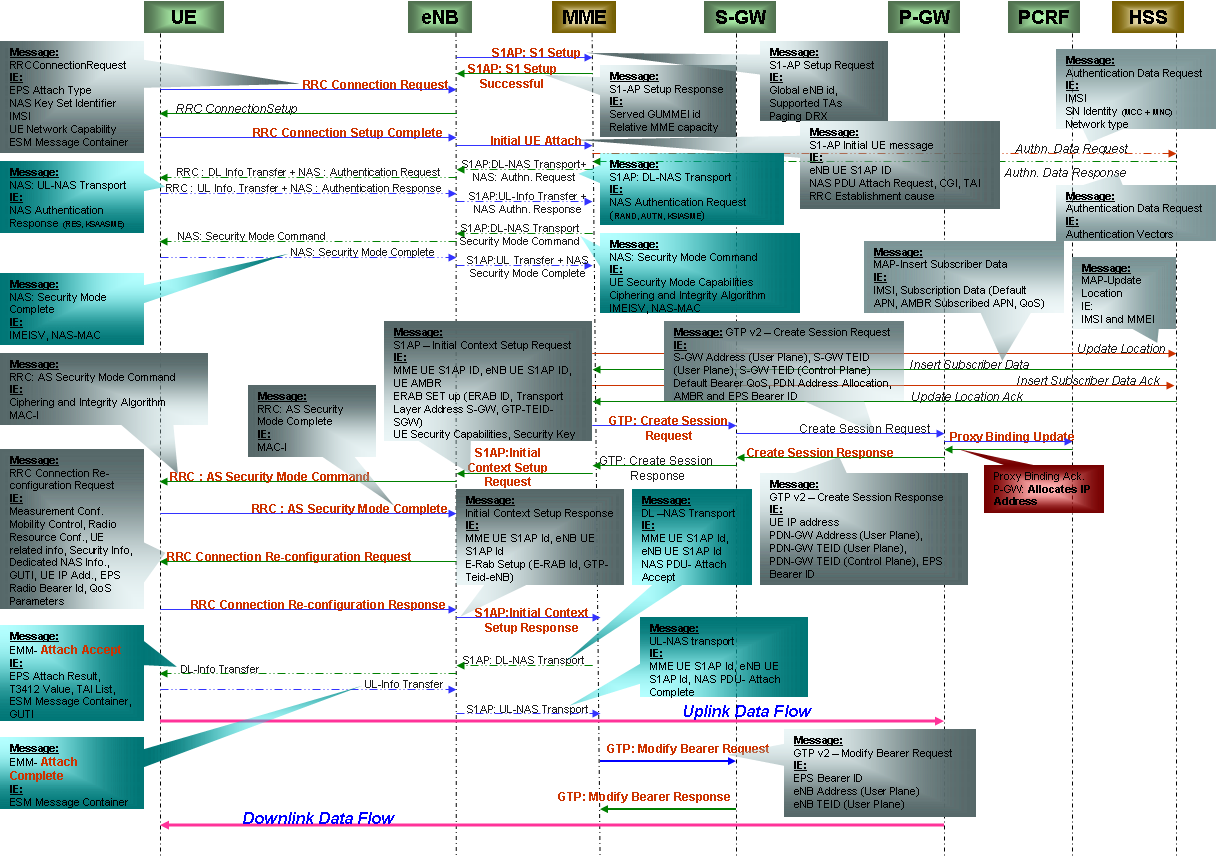 UE
eNB
MME
S-GW
P-GW
PCRF
HSS
Message:
RRCConnectionRequest
IE:
EPS Attach Type
NAS Key Set Identifier
IMSI
UE Network Capability
ESM Message Container
S1AP: S1 Setup
S1AP: S1 Setup
Successful
RRC Connection Request
RRC ConnectionSetup
RRC Connection Setup Complete
Initial UE Attach
Message:
S1-AP Setup Response
IE:
Served GUMMEI id
Relative MME capacity
Message:
S1-AP Setup Request
IE:
Global eNB id,
Supported TAs
Paging DRX
Message:
Authentication Data Request
IE:
IMSI
SN Identity (MCC + MNC)
Network type
Message:
S1-AP Initial UE message
IE:
eNB UE S1AP ID
NAS PDU Attach Request, CGI, TAI
RRC Establishment cause
Authn. Data Request
Authn. Data Response
Message:
NAS: UL-NAS Transport
IE:
NAS Authentication
Response (RES, KSAASME)
RRC : DL Info Transfer + NAS : Authentication Request
RRC : UL Info. Transfer + NAS : Authentication Response
S1AP:DL-NAS Transport+
NAS: Authn. Request
S1AP:UL-Info Transfer +
NAS Authn. Response
Message:
S1AP: DL-NAS Transport
IE:
NAS Authentication Request
(RAND, AUTN, KSIASME)
Message:
Authentication Data Request
IE:
Authentication Vectors
NAS: Security Mode Command
NAS: Security Mode Complete
S1AP:DL-NAS Transport
Security Mode Command
S1AP:UL Transfer + NAS
Security Mode Complete
Message:
NAS: Security Mode Command
IE:
UE Security Mode Capabilities
Ciphering and Integrity Algorithm
IMEISV, NAS-MAC
Message:
MAP-Insert Subscriber Data
IE:
IMSI, Subscription Data (Default
APN, AMBR Subscribed APN, QoS)
Message:
MAP-Update
Location
IE:
IMSI and MMEI
Message:
NAS: Security Mode
Complete
IE:
IMEISV, NAS-MAC
Message:
S1AP – Initial Context Setup Request
IE:
MME UE S1AP ID, eNB UE S1AP ID,
UE AMBR
ERAB SET up (ERAB ID, Transport
Layer Address S-GW, GTP-TEID-
SGW)
UE Security Capabilities, Security Key
Message: GTP v2 – Create Session Request
IE:
S-GW Address (User Plane), S-GW TEID
(User Plane), S-GW TEID (Control Plane)
Default Bearer QoS, PDN Address Allocation,
AMBR and EPS Bearer ID
Update Location
Insert Subscriber Data
Insert Subscriber Data Ack
Update Location Ack
Message:
RRC: AS Security Mode Command
IE:
Ciphering and Integrity Algorithm
MAC-I
Message:
RRC: AS Security
Mode Complete
IE:
MAC-I
GTP: Create Session
Request
Create Session Request
Proxy Binding Update
S1AP:Initial
Context Setup
Request
GTP: Create Session
Response
Create Session Response
Proxy Binding Ack.
P-GW: Allocates IP
Address
RRC : AS Security Mode Command
RRC : AS Security Mode Complete
Message:
RRC Connection Re-
configuration Request
IE:
Measurement Conf.
Mobility Control, Radio
Resource Conf., UE
related info, Security Info,
Dedicated NAS Info.,
GUTI, UE IP Add., EPS
Radio Bearer Id, QoS
Parameters
Message:
Initial Context Setup Response
IE:
MME UE S1AP Id, eNB UE
S1AP Id
E-Rab Setup (E-RAB Id, GTP-
Teid-eNB)
Message:
DL –NAS Transport
IE:
MME UE S1AP Id,
eNB UE S1AP Id
NAS PDU- Attach
Accept
Message:
GTP v2 – Create Session Response
IE:
UE IP address
PDN-GW Address (User Plane),
PDN-GW TEID (User Plane),
PDN-GW TEID (Control Plane), EPS
Bearer ID
RRC Connection Re-configuration Request
RRC Connection Re-configuration Response
S1AP:Initial Context
Setup Response
Message:
EMM- Attach Accept
IE:
EPS Attach Result,
T3412 Value, TAI List,
ESM Message Container,
GUTI
DL-Info Transfer
UL-Info Transfer
S1AP: DL-NAS Transport
S1AP: UL-NAS Transport
Message:
UL-NAS transport
IE:
MME UE S1AP Id, eNB UE
S1AP Id, NAS PDU- Attach
Complete
Uplink Data Flow
Message:
EMM- Attach
Complete
IE:
ESM Message Container
GTP: Modify Bearer Request
GTP: Modify Bearer Response
Message:
GTP v2 – Modify Bearer Request
IE:
EPS Bearer ID
eNB Address (User Plane)
eNB TEID (User Plane)
Downlink Data Flow